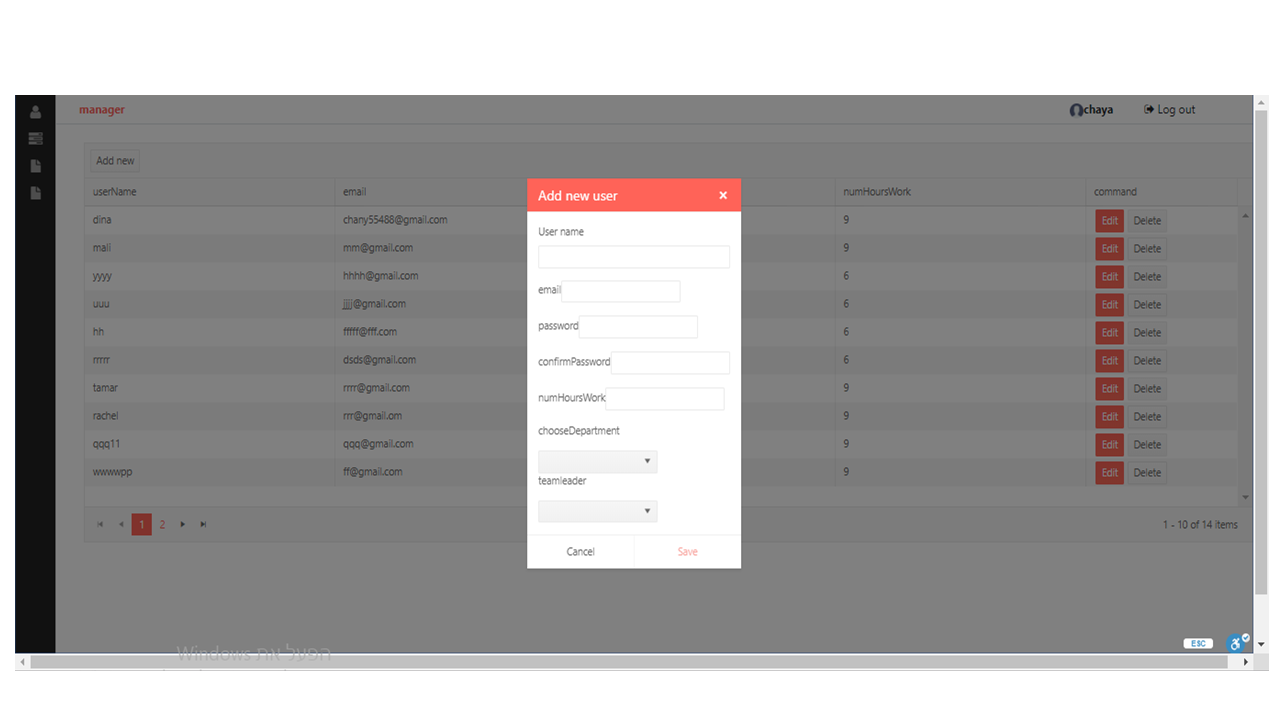 manager chaya Log out
Add new
userName email numHoursWork command
dina chany55488@gmail.com 9 Edit Delete
mali mm@gmail.com 9 Edit Delete
yyyy hhhh@gmail.com 6 Edit Delete
uuu jjjj@gmail.com 6 Edit Delete
hh fffff@fff.com 6 Edit Delete
rrrrr dsds@gmail.com 6 Edit Delete
tamar rrrr@gmail.com 9 Edit Delete
rachel rrr@gmail.om 9 Edit Delete
qqq11 qqq@gmail.com 9 Edit Delete
wwwwpp ff@gmail.com 9 Edit Delete
1 2 1 - 10 of 14 items
Add new user
User name
email
password
confirmPassword
numHoursWork
chooseDepartment
teamleader
Cancel Save
ESC
הפעל את Windows